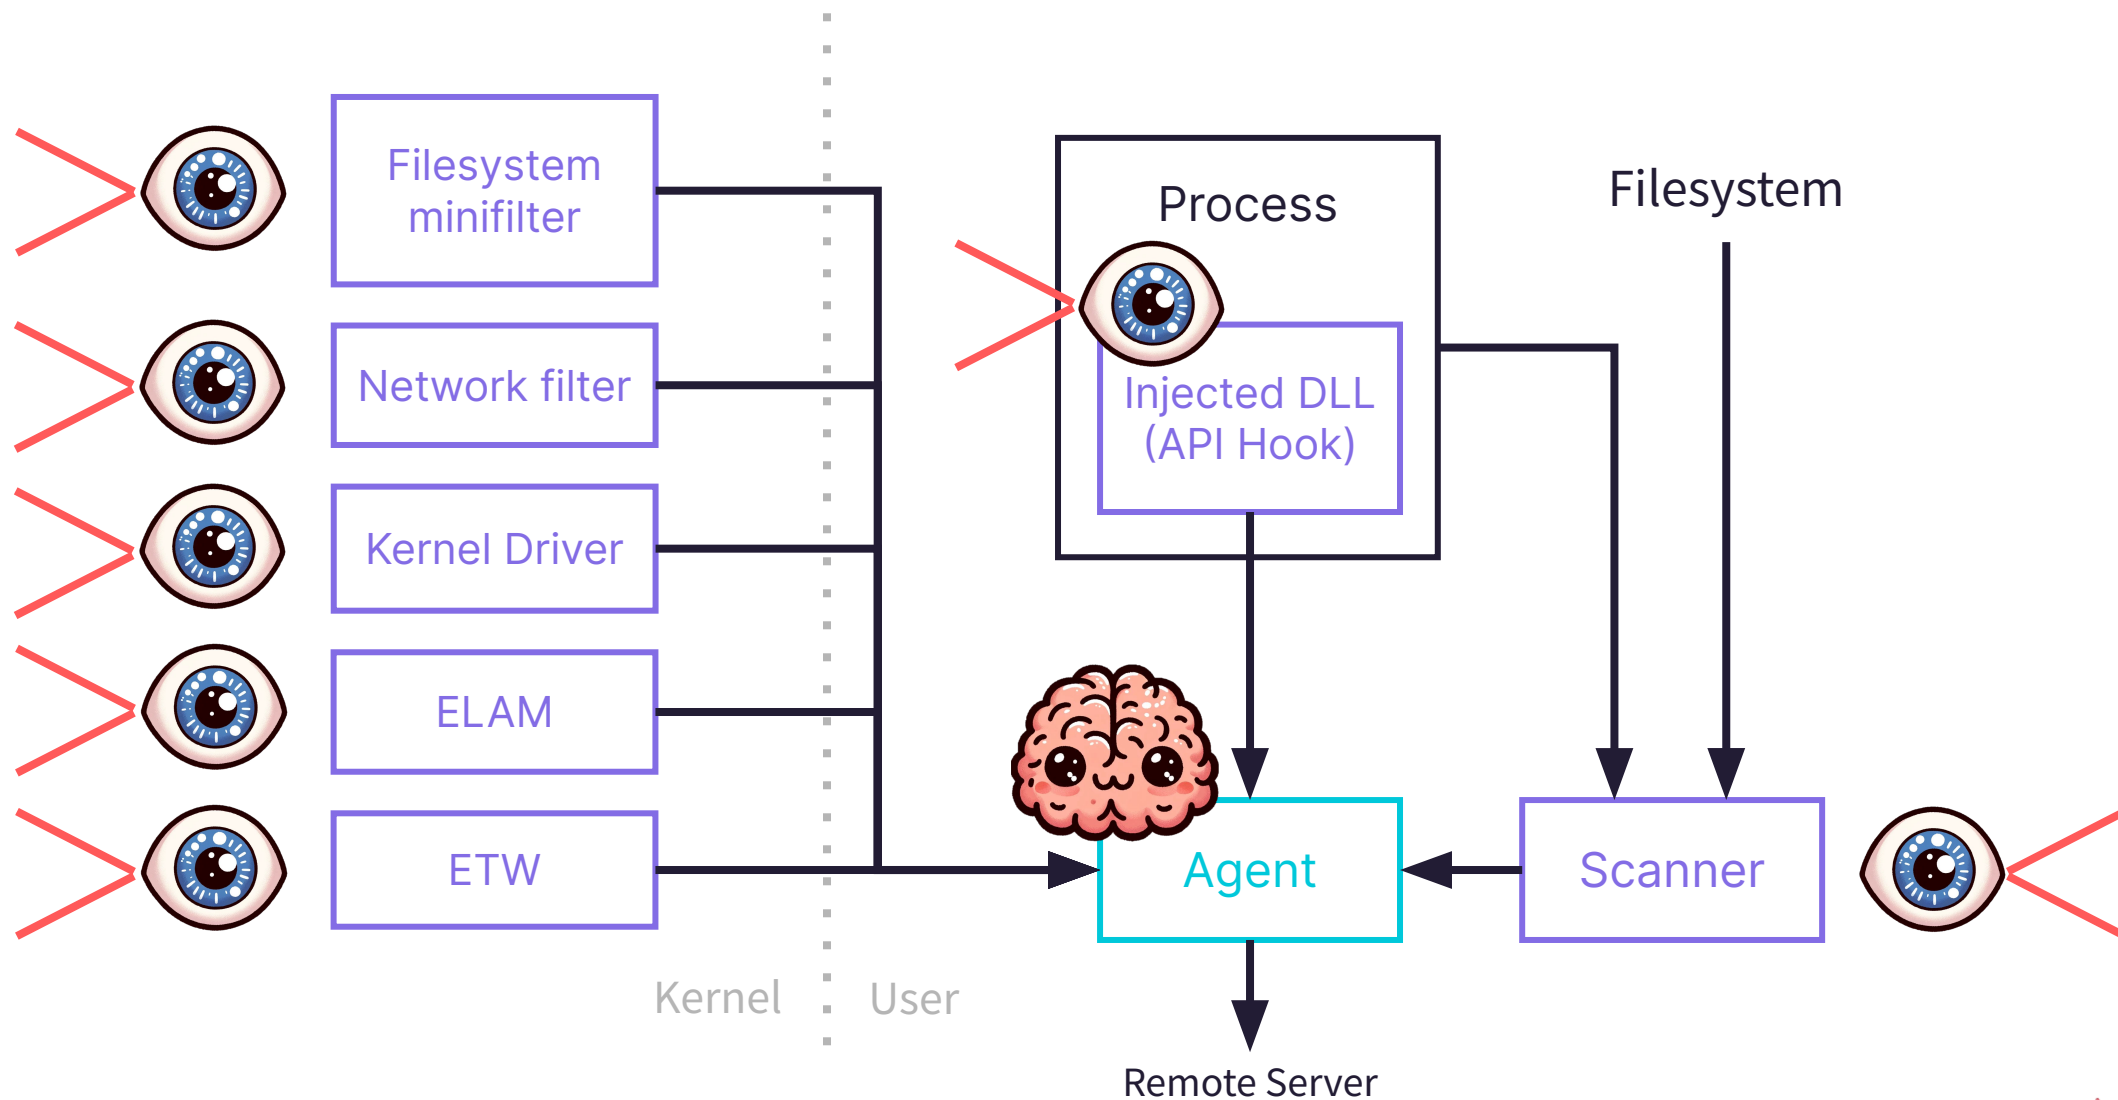 Filesystem
minifilter
Network filter
Kernel Driver
ELAM
ETW
Kernel
User
Process
Injected DLL
(API Hook)
Filesystem
Agent
Scanner
Remote Server